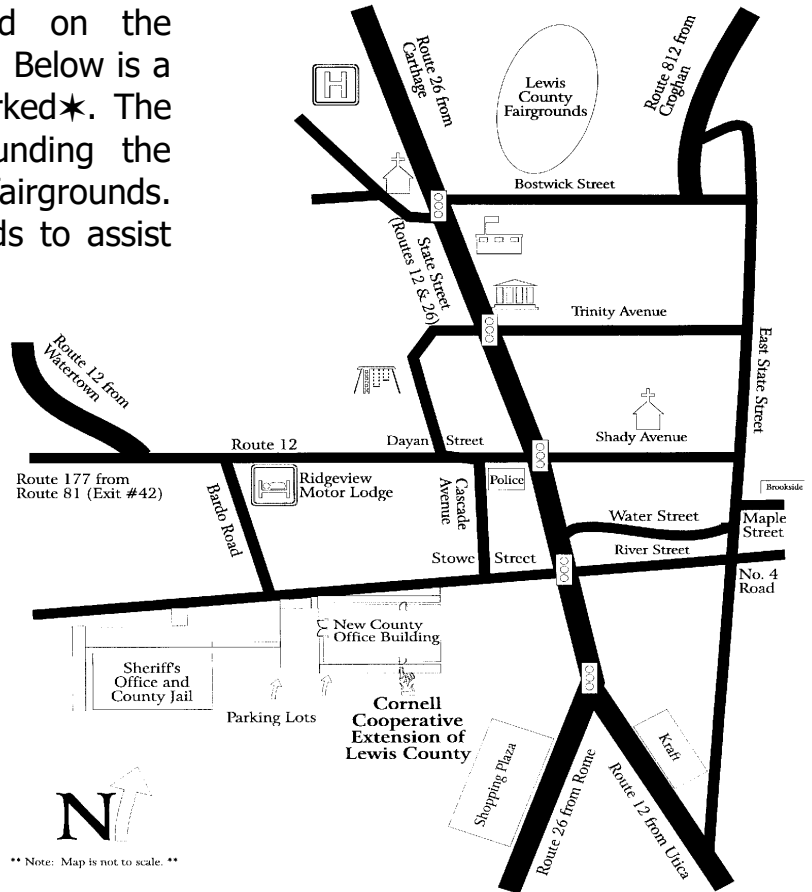 d on the
Below is a
rked✶. The
unding the
fairgrounds.
ds to assist
H
Route 26 from
Carthage
Lewis
County
Fairgrounds
Route 812 from
Croghan
Bostwick Street
State Street
(Routes 12 & 26)
Trinity Avenue
East State Street
Route 12 from
Watertown
Route 12
Dayan Street
Shady Avenue
Route 177 from
Route 81 (Exit #42)
Bardo Road
Ridgeview
Motor Lodge
Cascade
Avenue
Police
Brookside
Water Street
Maple
Street
Stowe Street
River Street
No. 4
Road
New County
Office Building
Sheriff's
Office and
County Jail
Parking Lots
Cornell
Cooperative
Extension of
Lewis County
Shopping Plaza
Kraft
Route 26 from Rome
Route 12 from Utica
N
** Note: Map is not to scale. **